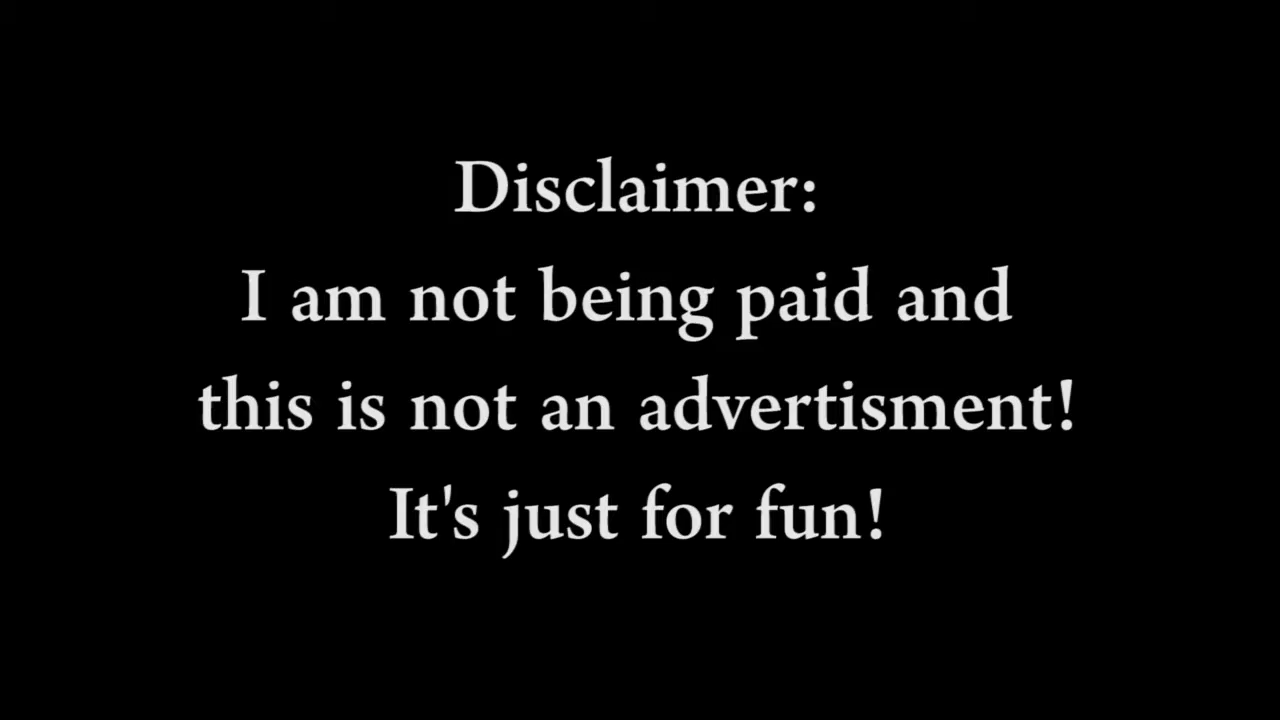 Disclaimer:
I am not being paid and
this is not an advertisment!
It's just for fun!